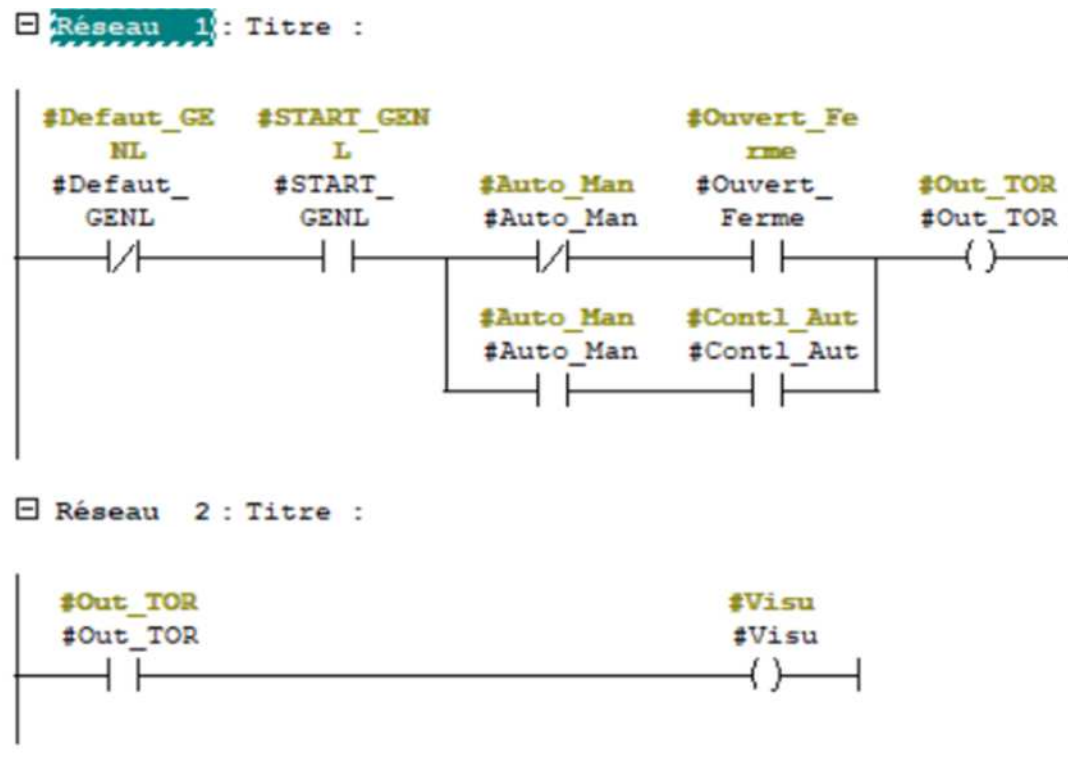 Réseau 1 : Titre :
#Defaut_GE #START_GEN #Ouvert_Fe
NL L rme
#Defaut_ #START_ #Auto_Man #Ouvert_ #Out_TOR
GENL GENL #Auto_Man Ferme #Out_TOR
#Auto_Man #Contl_Aut
#Auto_Man #Contl_Aut
Réseau 2 : Titre :
#Out_TOR #Visu
#Out_TOR #Visu